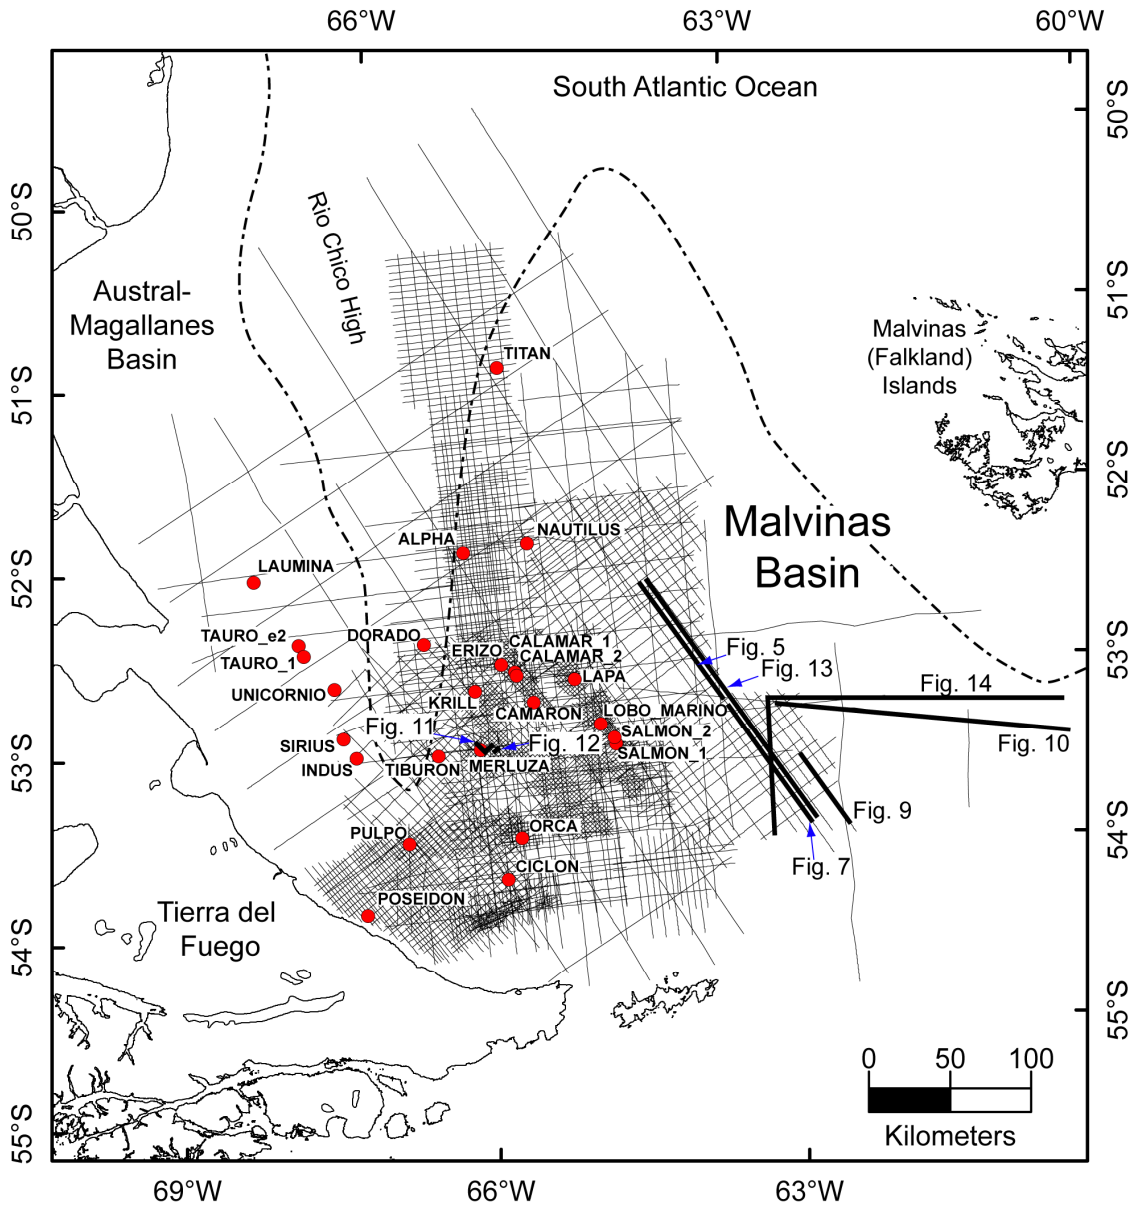 66°W
63°W
60°W
South Atlantic Ocean
50°S
50°S
Rio Chico High
51°S
Austral-
Magallanes
Basin
Malvinas
(Falkland)
Islands
TITAN
51°S
52°S
Malvinas
Basin
NAUTILUS
ALPHA
LAUMINA
52°S
TAURO_e2
DORADO
CALAMAR_1
ERIZO
CALAMAR_2
TAURO_1
LAPA
Fig. 5
Fig. 13
53°S
UNICORNIO
KRILL
CAMARON
LOBO_MARINO
Fig. 14
Fig. 11
Fig. 12
SALMON_2
SALMON_1
Fig. 10
SIRIUS
INDUS
TIBURON
MERLUZA
53°S
Fig. 9
54°S
PULPO
ORCA
Fig. 7
CICLON
POSEIDON
Tierra del
Fuego
54°S
55°S
0
50
100
Kilometers
55°S
69°W
66°W
63°W